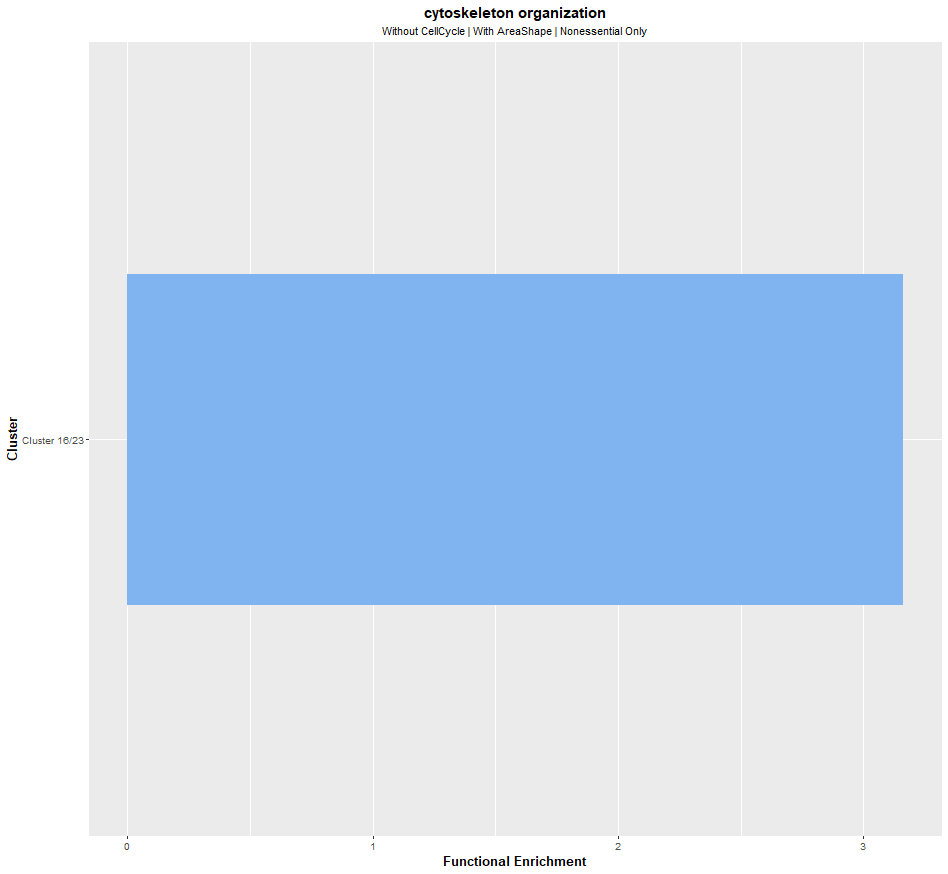 cytoskeleton organization
Without CellCycle | With AreaShape | Nonessential Only
Cluster
Cluster 16/23
0 1 2 3
Functional Enrichment